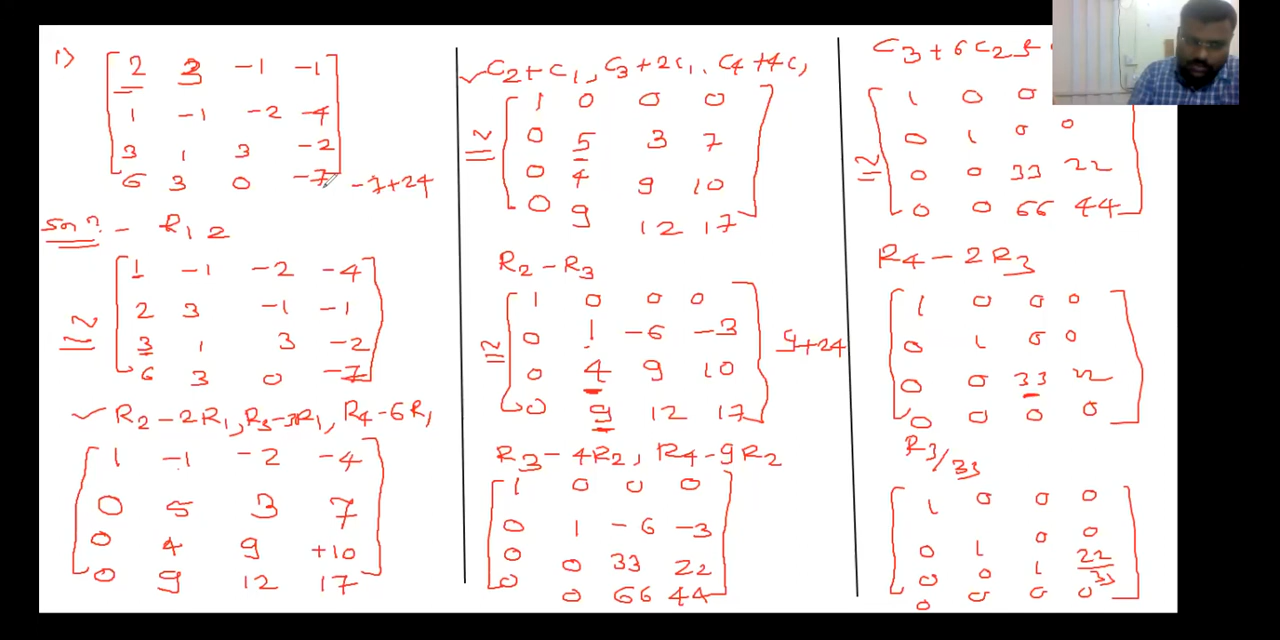 1)
2 3 -1 -1
1 -1 -2 -4
3 1 3 -2
6 3 0 -7 -7+24
Son? - R12
≅ 1 -1 -2 -4
2 3 -1 -1
3 1 3 -2
6 3 0 -7
✓ R2-2R1, R3-3R1, R4-6R1
1 -1 -2 -4
0 5 3 7
0 4 9 +10
0 9 12 17
✓ C2+C1, C3+2C1, C4+4C1
≅ 1 0 0 0
0 5 3 7
0 4 9 10
0 9 12 17
R2-R3
≅ 1 0 0 0
0 1 -6 -3
0 4 9 10 9+24
0 9 12 17
R3-4R2, R4-9R2
1 0 0 0
0 1 -6 -3
0 0 33 22
0 0 66 44
C3+6C2
≅ 1 0 0
0 1 0 0
0 0 33 22
0 0 66 44
R4-2R3
1 0 0 0
0 1 0 0
0 0 33 22
0 0 0 0
R3/33
1 0 0 0
0 1 0 0
0 0 1 22/33
0 0 0 0